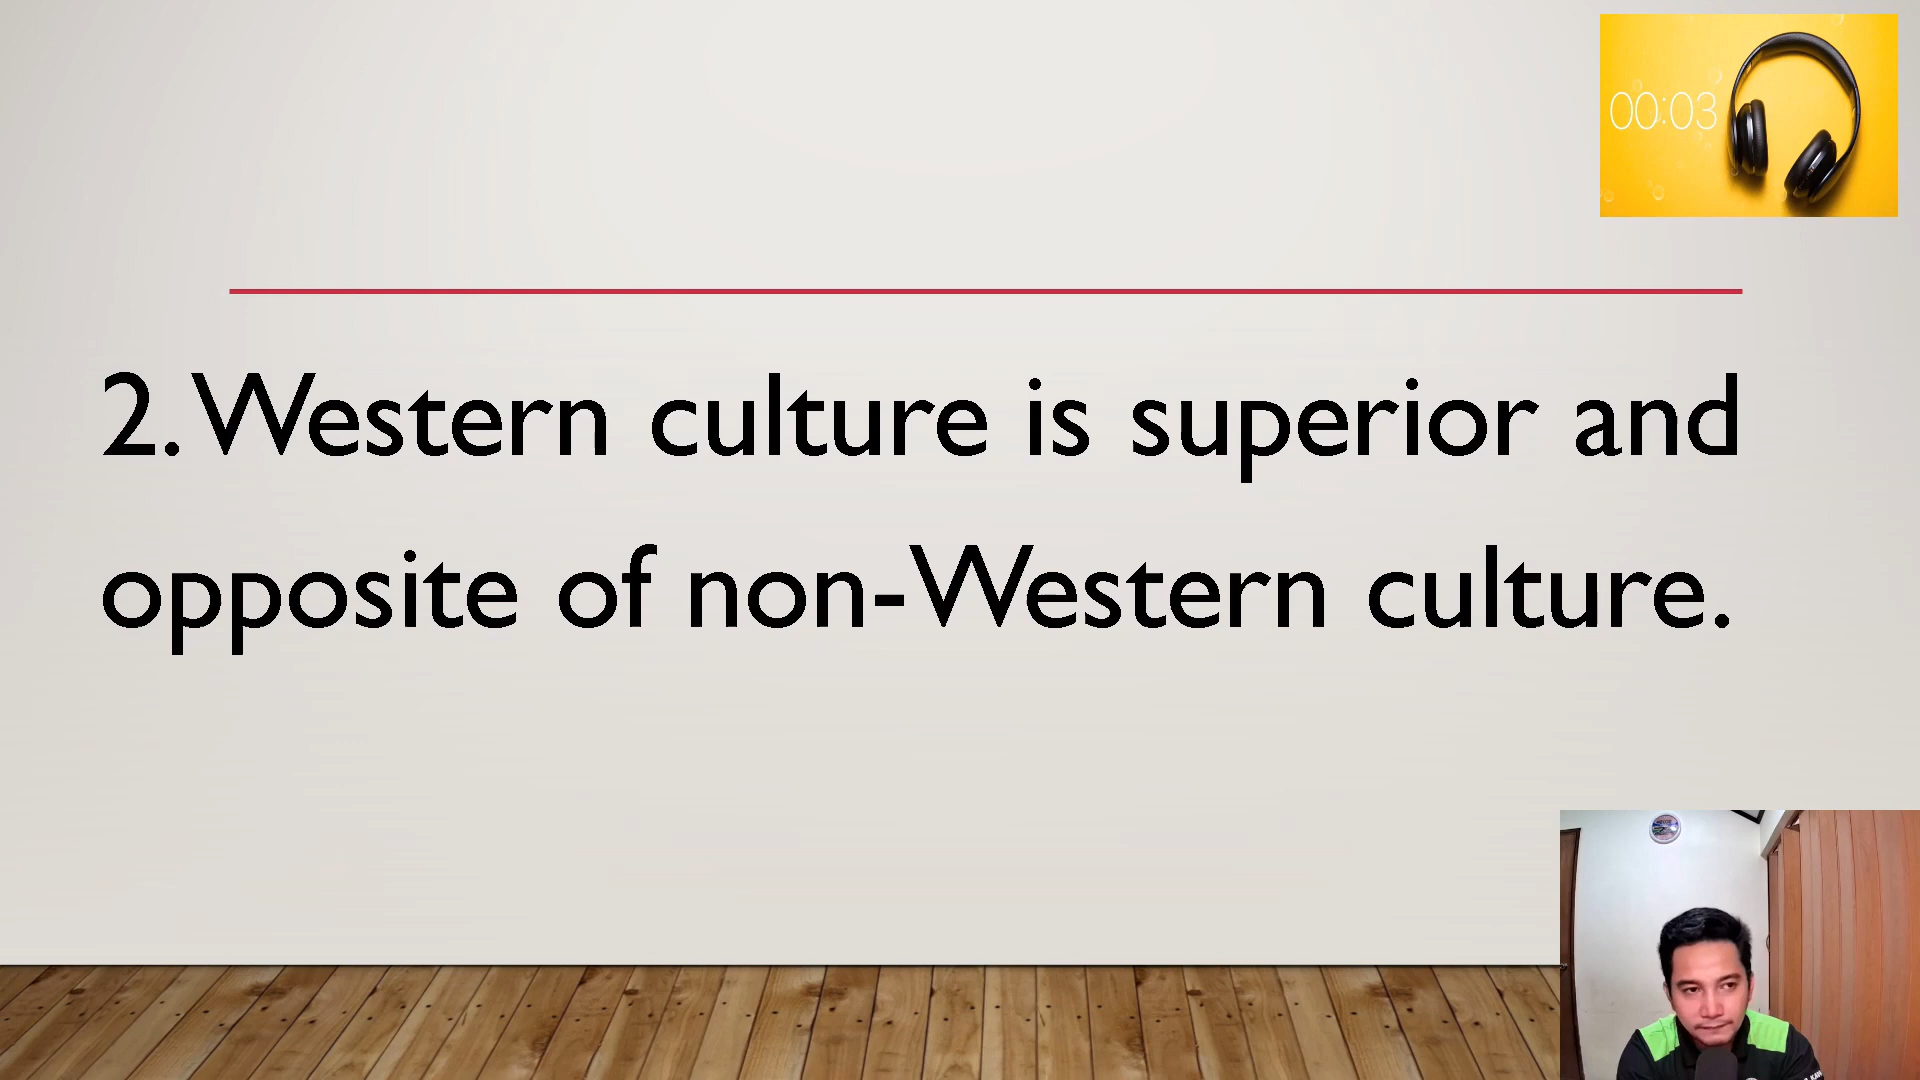 00:03
2. Western culture is superior and
opposite of non-Western culture.